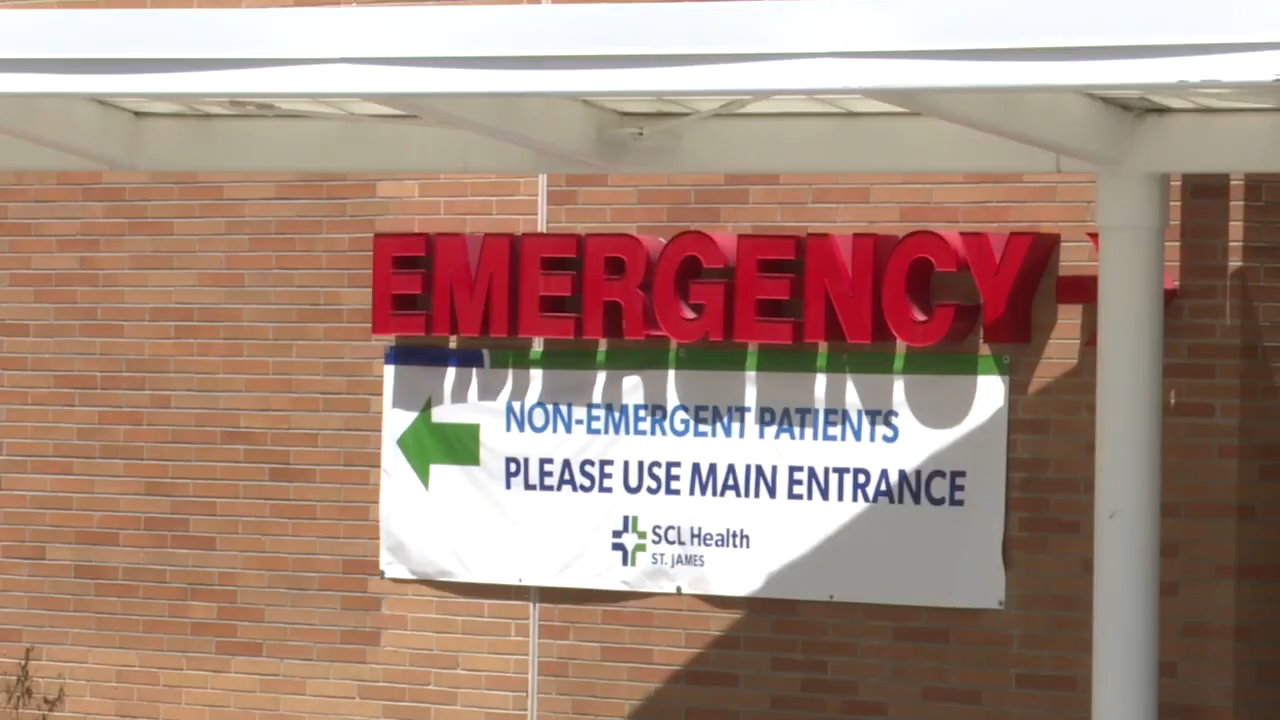 EMERGENCY
NON-EMERGENT PATIENTS
PLEASE USE MAIN ENTRANCE
SCL Health
ST. JAMES